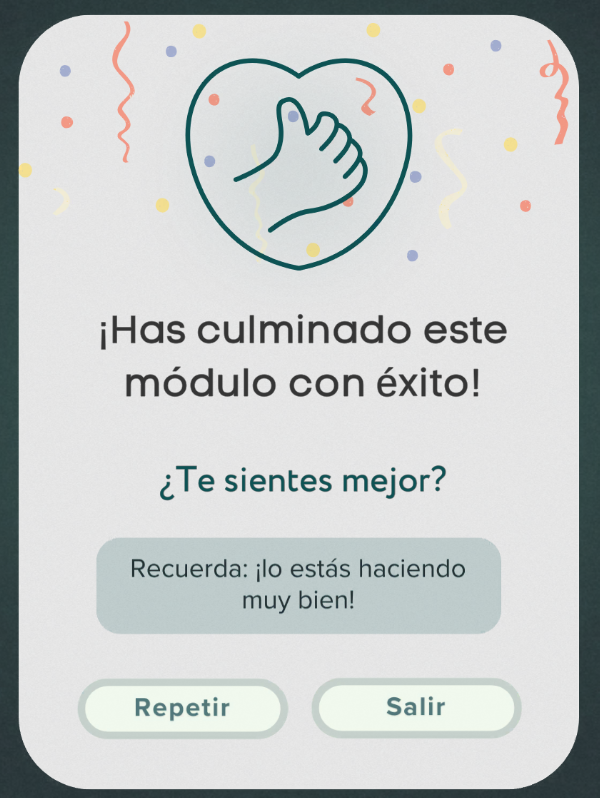 ¡Has culminado este
módulo con éxito!
¿Te sientes mejor?
Recuerda: ¡lo estás haciendo
muy bien!
Repetir
Salir